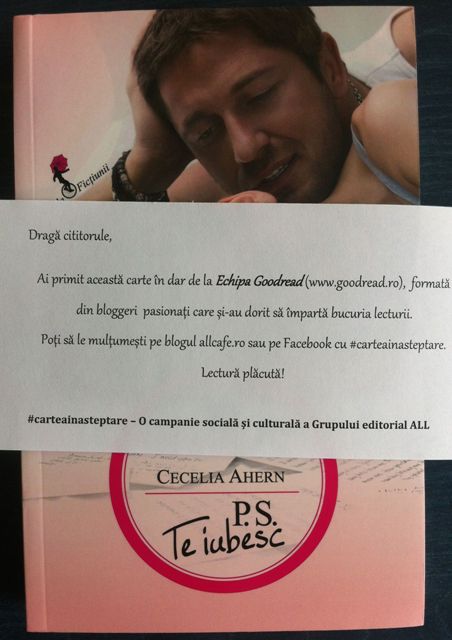 Ficțiunii
Dragă cititorule,
Ai primit această carte în dar de la Echipa Goodread (www.goodread.ro), formată
din bloggeri pasionați care și-au dorit să împartă bucuria lecturii.
Poți să le mulțumești pe blogul allcafe.ro sau pe Facebook cu #carteainasteptare.
Lectură plăcută!
#carteainasteptare – O campanie socială și culturală a Grupului editorial ALL
CECELIA AHERN
P.S.
Te iubesc